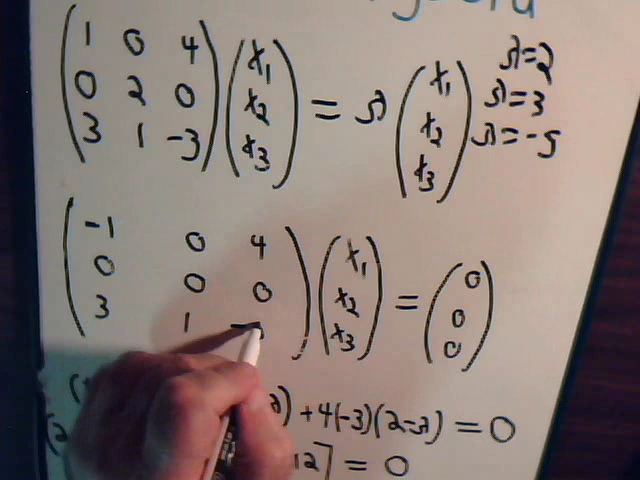 1 0 4 x₁ λ=2
0 2 0 x₂ = λ x₁ λ=3
3 1 -3 x₃ x₂ λ=-5
x₃
-1 0 4 x₁ 0
0 0 0 x₂ = 0
3 1 - x₃ 0
) + 4(-3)(2-λ) = 0
12] = 0